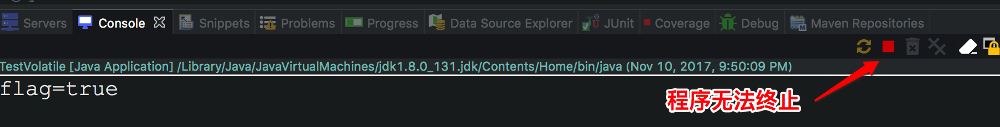 Servers Console Snippets Problems Progress Data Source Explorer JUnit Coverage Debug Maven Repositories
TestVolatile [Java Application] /Library/Java/JavaVirtualMachines/jdk1.8.0_131.jdk/Contents/Home/bin/java (Nov 10, 2017, 9:50:09 PM)
flag=true
程序无法终止